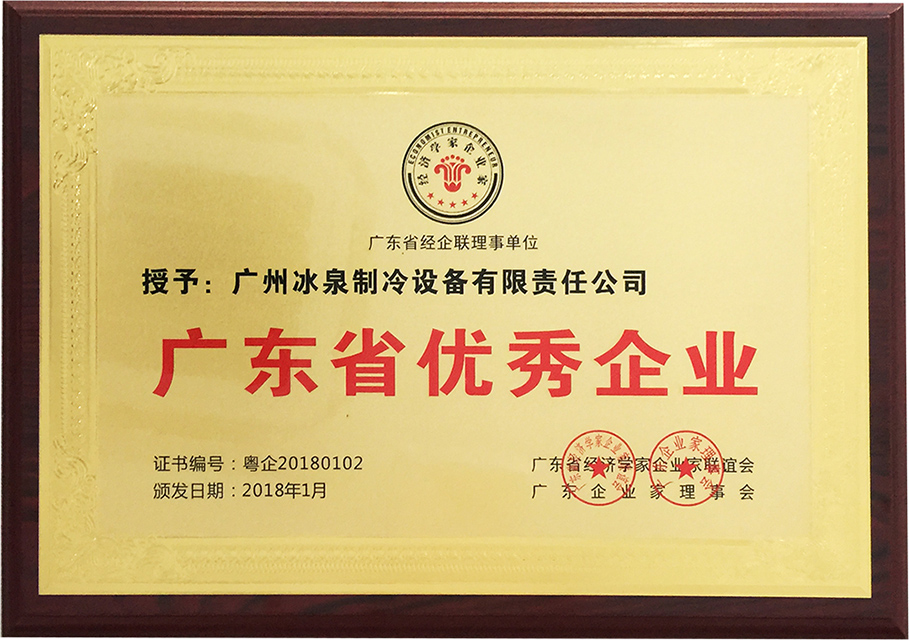 ECONOMIST ENTREPRENEUR
经济学家企业家
广东省经企联理事单位
授予：广州冰泉制冷设备有限责任公司
广东省优秀企业
证书编号：粤企20180102
颁发日期：2018年1月
广东省经济学家企业家联谊会
广东企业家理事会